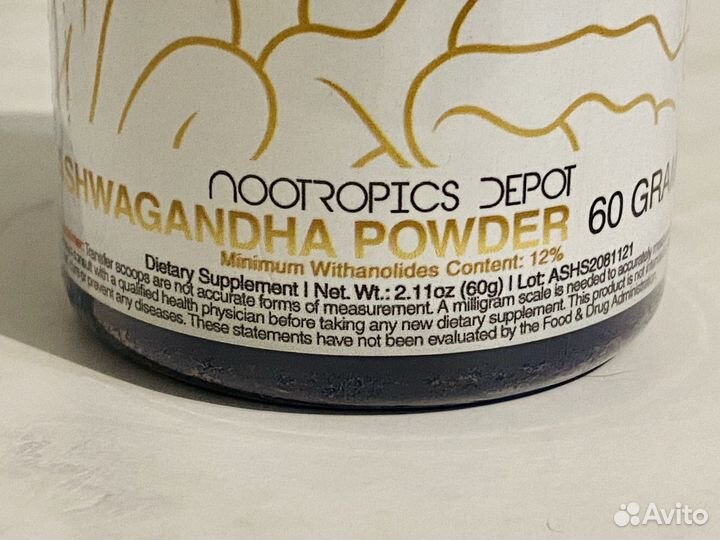 NOOTROPICS DEPOT
SHWAGANDHA POWDER 60 GRA
Minimum Withanolides Content: 12%
Dietary Supplement | Net. Wt.: 2.11oz (60g) | Lot: ASHS2081121
Transfer scoops are not accurate forms of measurement. A milligram scale is needed to accurately
consult with a qualified health physician before taking any new dietary supplement. This product is not
or prevent any diseases. These statements have not been evaluated by the Food & Drug Administration
Avito